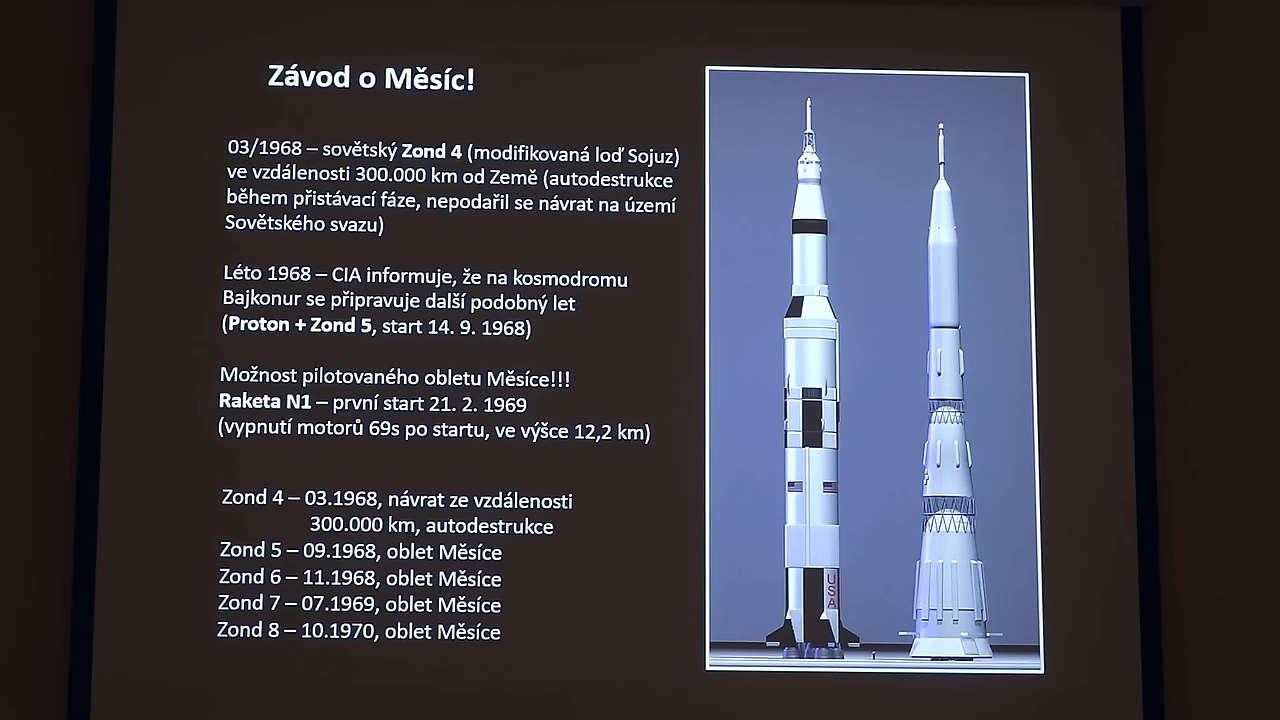 Závod o Měsíc!
03/1968 – sovětský Zond 4 (modifikovaná loď Sojuz)
ve vzdálenosti 300.000 km od Země (autodestrukce
během přistávací fáze, nepodařil se návrat na území
Sovětského svazu)
Léto 1968 – CIA informuje, že na kosmodromu
Bajkonur se připravuje další podobný let
(Proton + Zond 5, start 14. 9. 1968)
Možnost pilotovaného obletu Měsíce!!!
Raketa N1 – první start 21. 2. 1969
(vypnutí motorů 69s po startu, ve výšce 12,2 km)
Zond 4 – 03.1968, návrat ze vzdálenosti
300.000 km, autodestrukce
Zond 5 – 09.1968, oblet Měsíce
Zond 6 – 11.1968, oblet Měsíce
Zond 7 – 07.1969, oblet Měsíce
Zond 8 – 10.1970, oblet Měsíce
USA